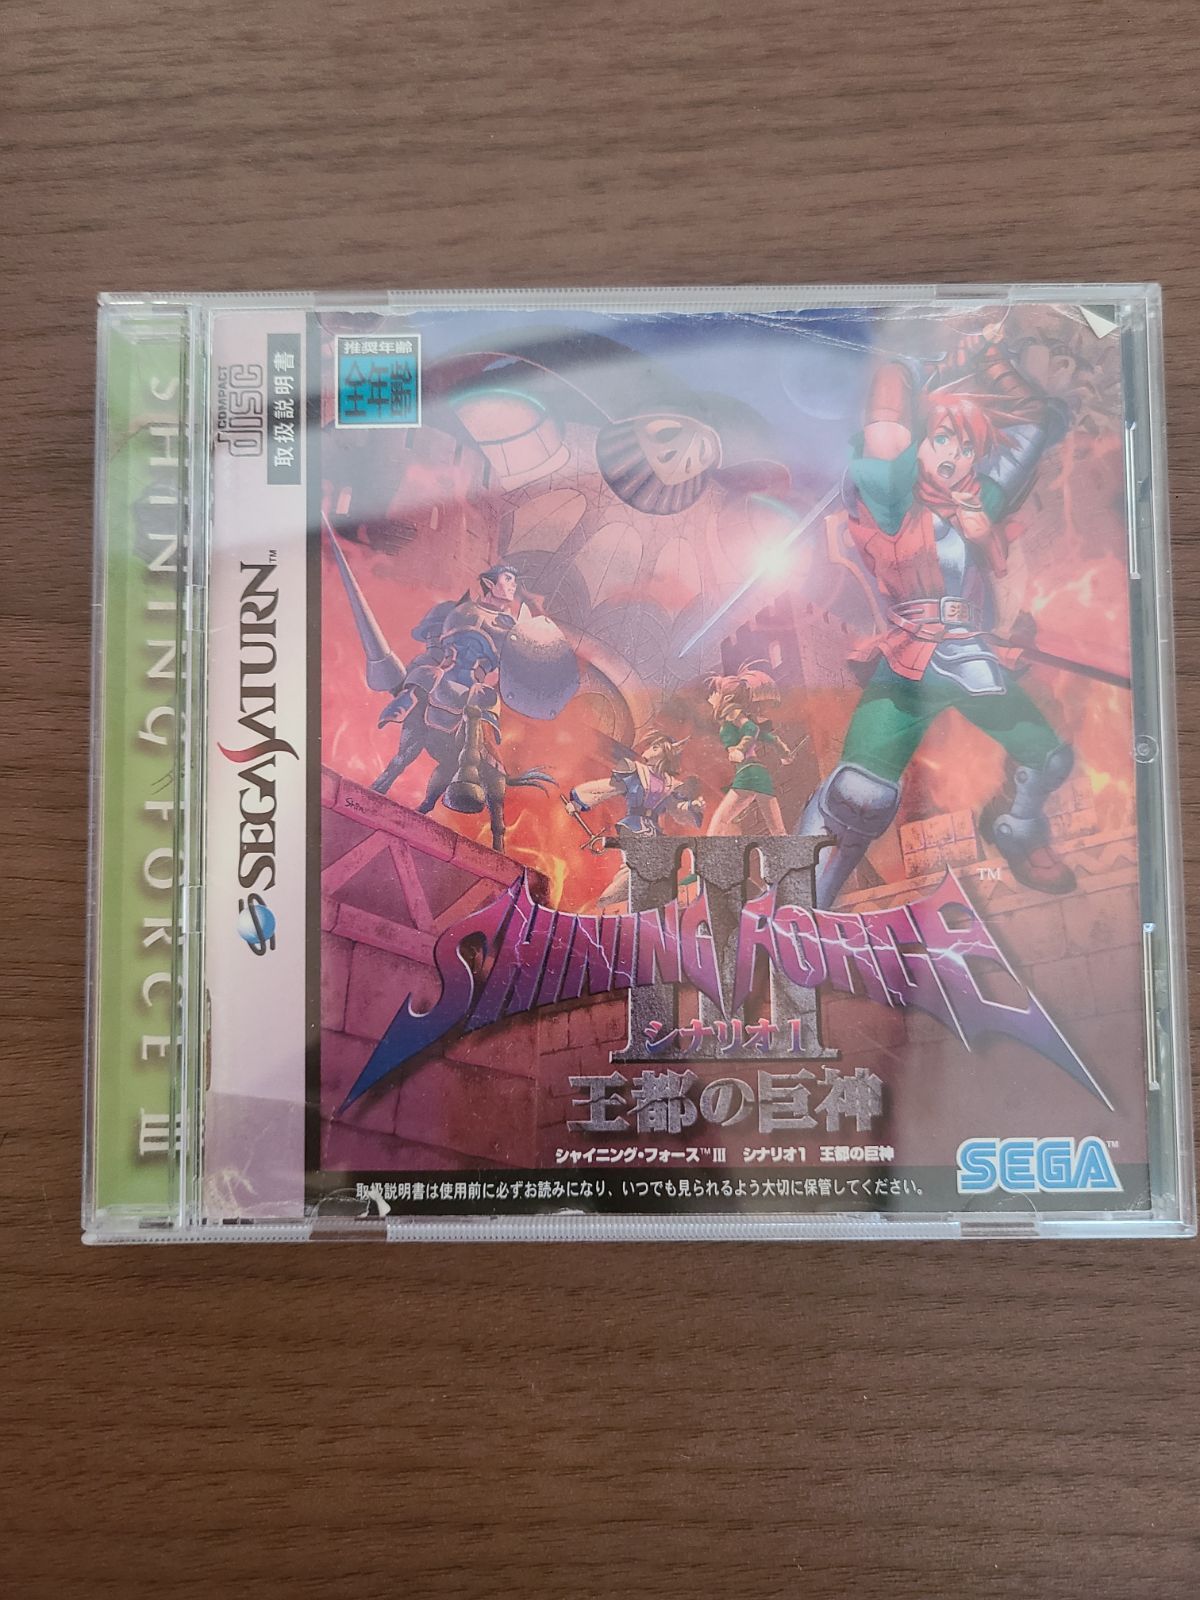 SHINING FORCE III
COMPACT
disc
取扱説明書
SEGA SATURN™
推奨年齢
全年齢
III
SHINING FORCE™
シナリオ1
王都の巨神
シャイニング・フォース™III シナリオ1 王都の巨神
SEGA™
取扱説明書は使用前に必ずお読みになり、いつでも見られるよう大切に保管してください。